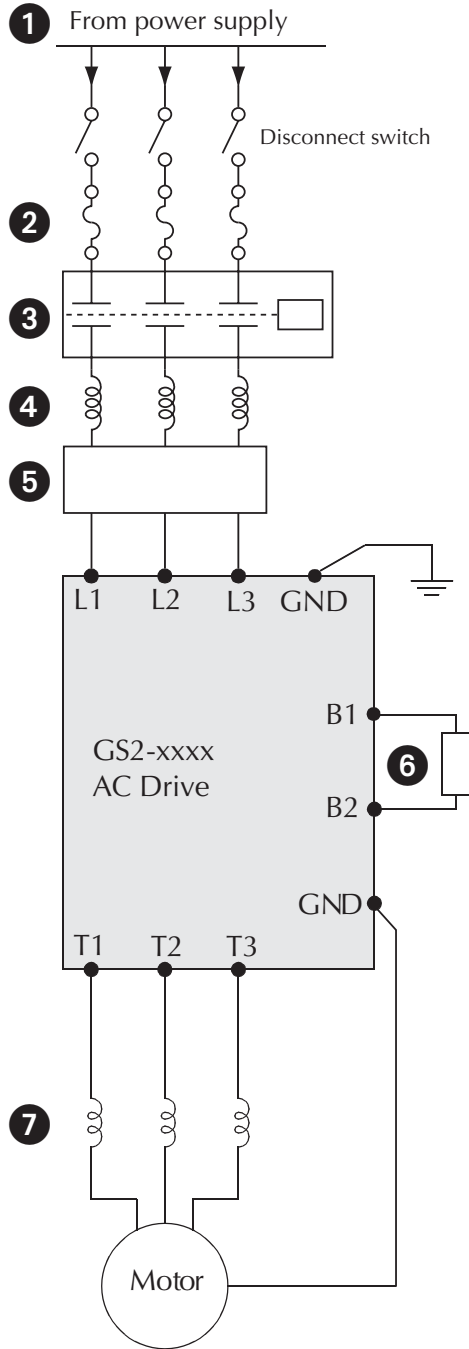 1 From power supply
Disconnect switch
2
3
4
5
L1 L2 L3 GND
B1
GS2-xxxx
AC Drive
6
B2
GND
T1 T2 T3
7
Motor